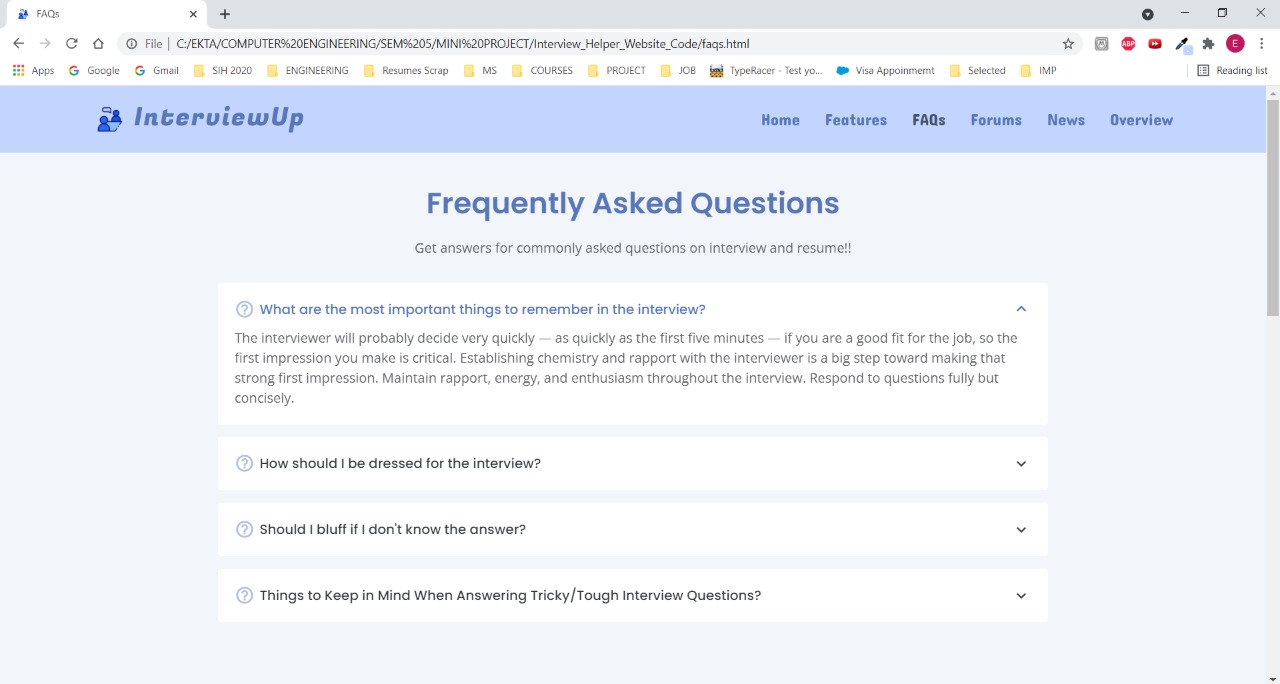 FAQs
File | C:/EKTA/COMPUTER%20ENGINEERING/SEM%206/MINI%20PROJECT/Interview_Helper_Website_Code/faqs.html
ABP
E
Apps Google Gmail SIH 2020 ENGINEERING Resumes Scrap MS COURSES PROJECT JOB TypeRacer - Test yo... Visa Appoinmemt Selected IMP Reading list
InterviewUp Home Features FAQs Forums News Overview
Frequently Asked Questions
Get answers for commonly asked questions on interview and resume!!
What are the most important things to remember in the interview?
The interviewer will probably decide very quickly — as quickly as the first five minutes — if you are a good fit for the job, so the
first impression you make is critical. Establishing chemistry and rapport with the interviewer is a big step toward making that
strong first impression. Maintain rapport, energy, and enthusiasm throughout the interview. Respond to questions fully but
concisely.
How should I be dressed for the interview?
Should I bluff if I don't know the answer?
Things to Keep in Mind When Answering Tricky/Tough Interview Questions?